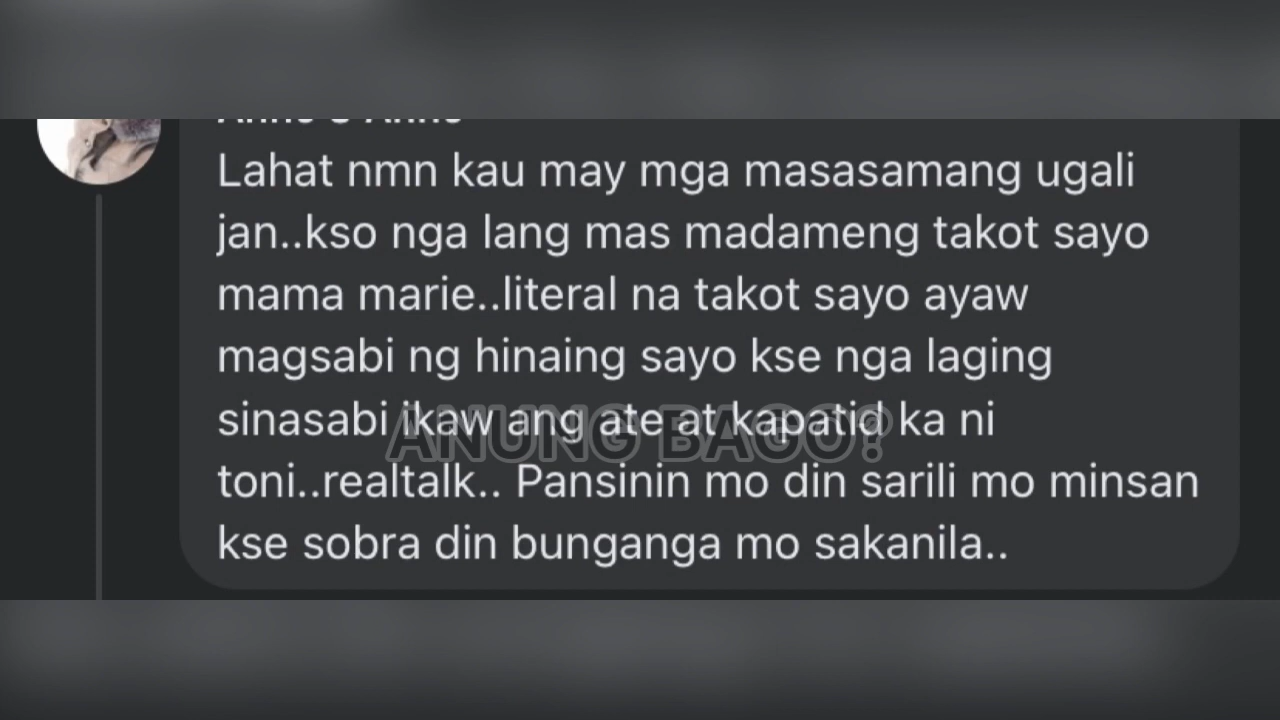 Lahat nmn kau may mga masasamang ugali
jan..kso nga lang mas madameng takot sayo
mama marie..literal na takot sayo ayaw
magsabi ng hinaing sayo kse nga laging
sinasabi ikaw ang ate at kapatid ka ni
ANUNG BAGO?
toni..realtalk.. Pansinin mo din sarili mo minsan
kse sobra din bunganga mo sakanila..